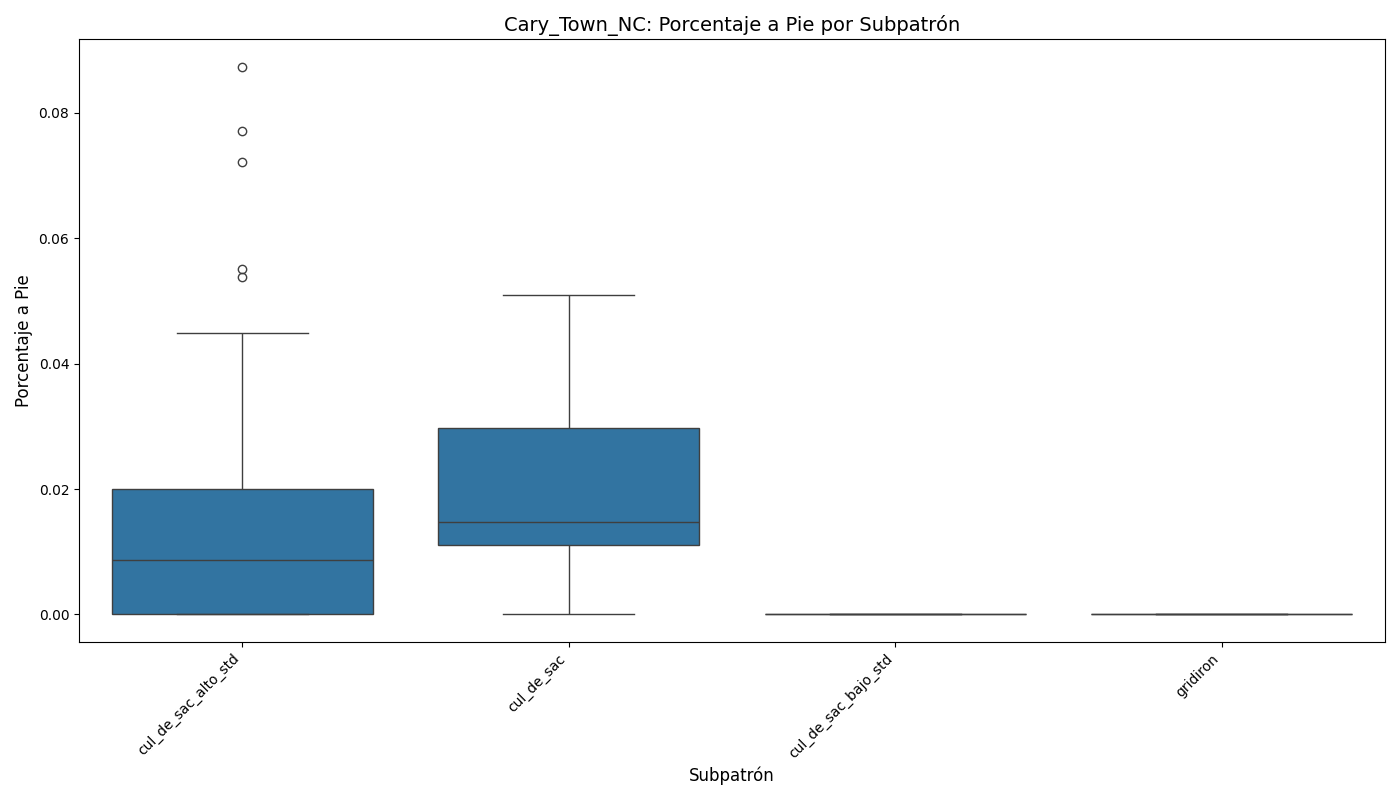 Cary_Town_NC: Porcentaje a Pie por Subpatrón
Porcentaje a Pie
0.08
0.06
0.04
0.02
0.00
cul_de_sac_alto_std
cul_de_sac
cul_de_sac_bajo_std
gridiron
Subpatrón